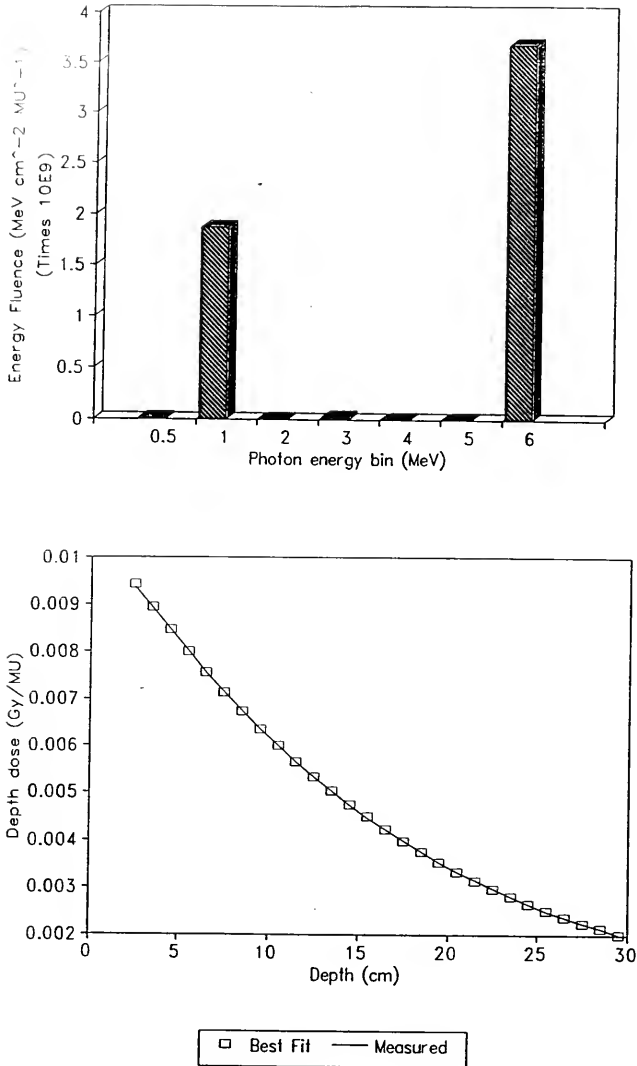 Energy Fluence (MeV cm^-2 MU^-1)
(Times 10E9)
4
3.5
3
2.5
2
1.5
1
0.5
0
0.5 1 2 3 4 5 6
Photon energy bin (MeV)
Depth dose (Gy/MU)
0.01
0.009
0.008
0.007
0.006
0.005
0.004
0.003
0.002
0 5 10 15 20 25 30
Depth (cm)
Best Fit Measured